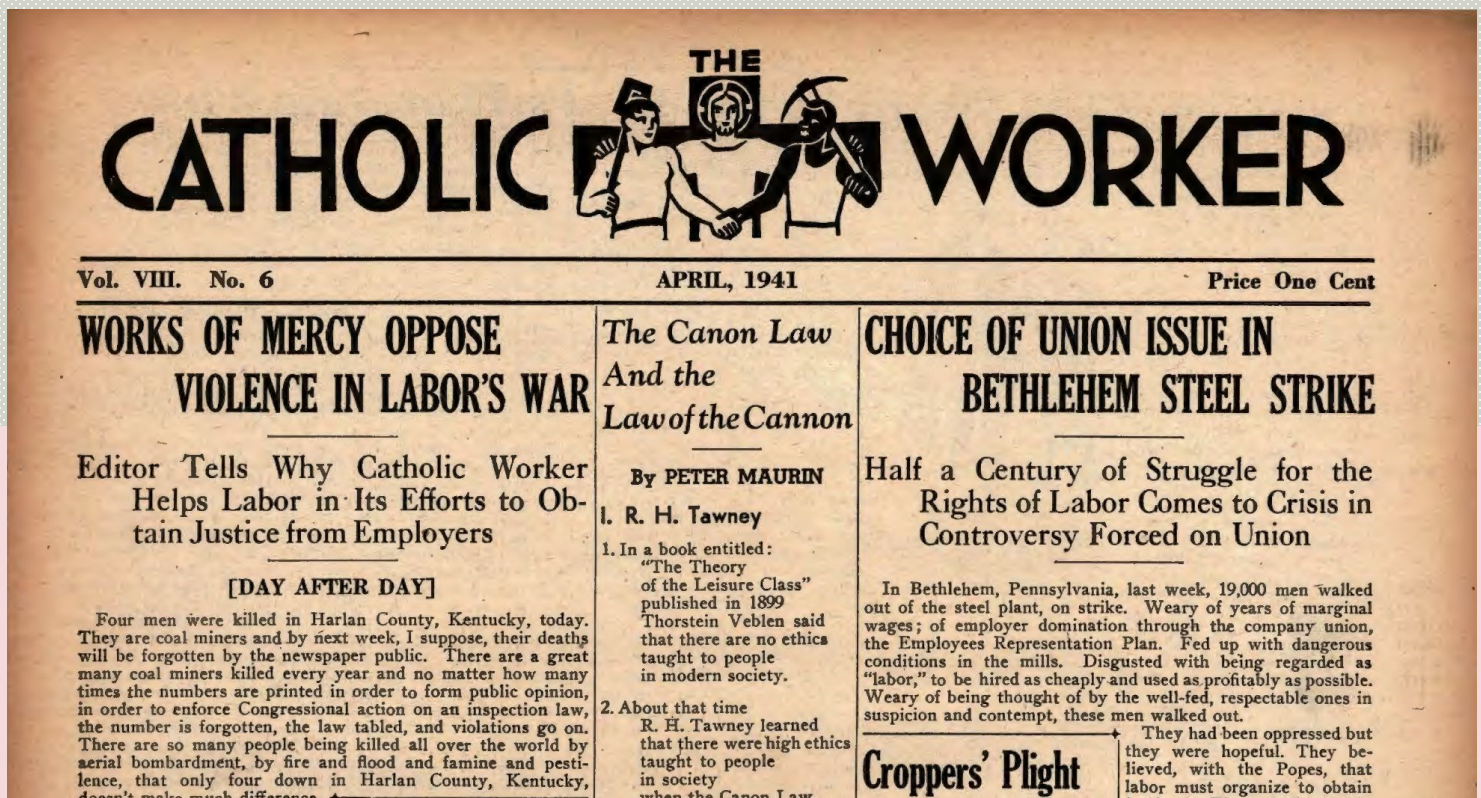 THE
CATHOLIC WORKER
Vol. VIII. No. 6
APRIL, 1941
Price One Cent
WORKS OF MERCY OPPOSE
VIOLENCE IN LABOR'S WAR
Editor Tells Why Catholic Worker
Helps Labor in Its Efforts to Ob-
tain Justice from Employers
[DAY AFTER DAY]
Four men were killed in Harlan County, Kentucky, today.
They are coal miners and by next week, I suppose, their deaths
will be forgotten by the newspaper public. There are a great
many coal miners killed every year and no matter how many
times the numbers are printed in order to form public opinion,
in order to enforce Congressional action on an inspection law,
the number is forgotten, the law tabled, and violations go on.
There are so many people being killed all over the world by
aerial bombardment, by fire and flood and famine and pesti-
lence, that only four down in Harlan County, Kentucky,
doesn't make much difference.
The Canon Law
And the
Law of the Cannon
By PETER MAURIN
I. R. H. Tawney
1. In a book entitled:
"The Theory
of the Leisure Class"
published in 1899
Thorstein Veblen said
that there are no ethics
taught to people
in modern society.
2. About that time
R. H. Tawney learned
that there were high ethics
taught to people
in society
when the Canon Law
CHOICE OF UNION ISSUE IN
BETHLEHEM STEEL STRIKE
Half a Century of Struggle for the
Rights of Labor Comes to Crisis in
Controversy Forced on Union
In Bethlehem, Pennsylvania, last week, 19,000 men walked
out of the steel plant, on strike. Weary of years of marginal
wages; of employer domination through the company union,
the Employees Representation Plan. Fed up with dangerous
conditions in the mills. Disgusted with being regarded as
"labor," to be hired as cheaply and used as profitably as possible.
Weary of being thought of by the well-fed, respectable ones in
suspicion and contempt, these men walked out.
They had been oppressed but
they were hopeful. They be-
lieved, with the Popes, that
labor must organize to obtain
Croppers' Plight